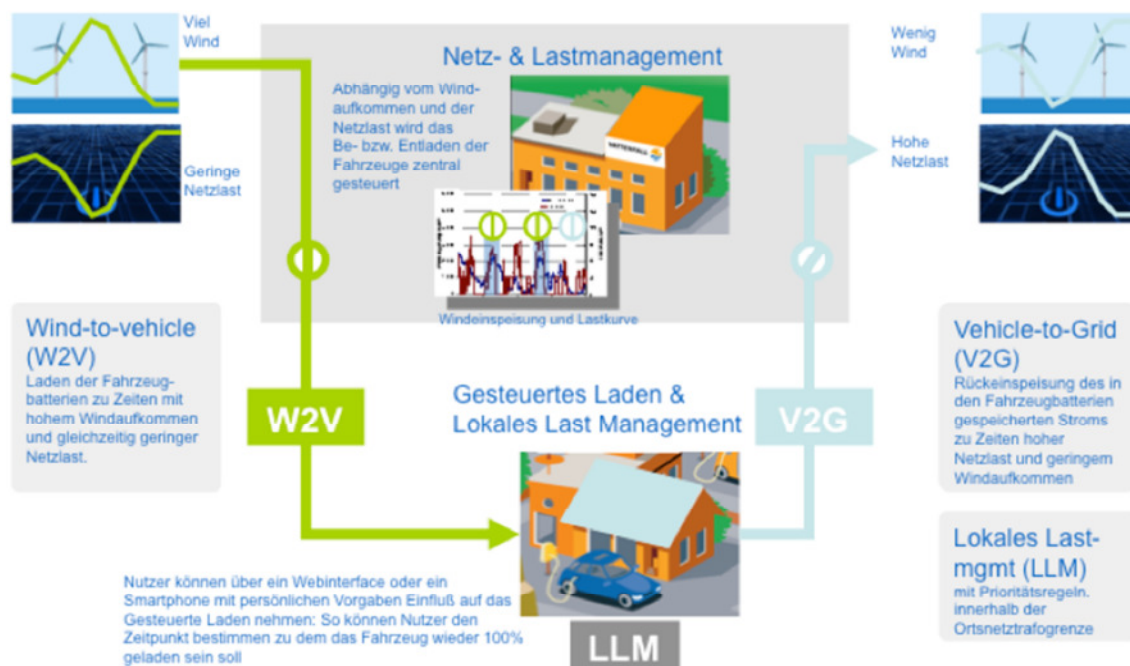 Viel
Wind
Geringe
Netzlast
Netz- & Lastmanagement
Abhängig vom Wind-
aufkommen und der
Netzlast wird das
Be- bzw. Entladen der
Fahrzeuge zentral
gesteuert
VATTENFALL
Windeinspeisung und Lastkurve
Wenig
Wind
Hohe
Netzlast
Wind-to-vehicle
(W2V)
Laden der Fahrzeug-
batterien zu Zeiten mit
hohem Windaufkommen
und gleichzeitig geringer
Netzlast.
W2V
Gesteuertes Laden &
Lokales Last Management
V2G
Vehicle-to-Grid
(V2G)
Rückeinspeisung des in
den Fahrzeugbatterien
gespeicherten Stroms
zu Zeiten hoher
Netzlast und geringem
Windaufkommen
Lokales Last-
mgmt (LLM)
mit Prioritätsregeln.
innerhalb der
Ortsnetztrafogrenze
Nutzer können über ein Webinterface oder ein
Smartphone mit persönlichen Vorgaben Einfluß auf das
Gesteuerte Laden nehmen: So können Nutzer den
Zeitpunkt bestimmen zu dem das Fahrzeug wieder 100%
geladen sein soll
LLM